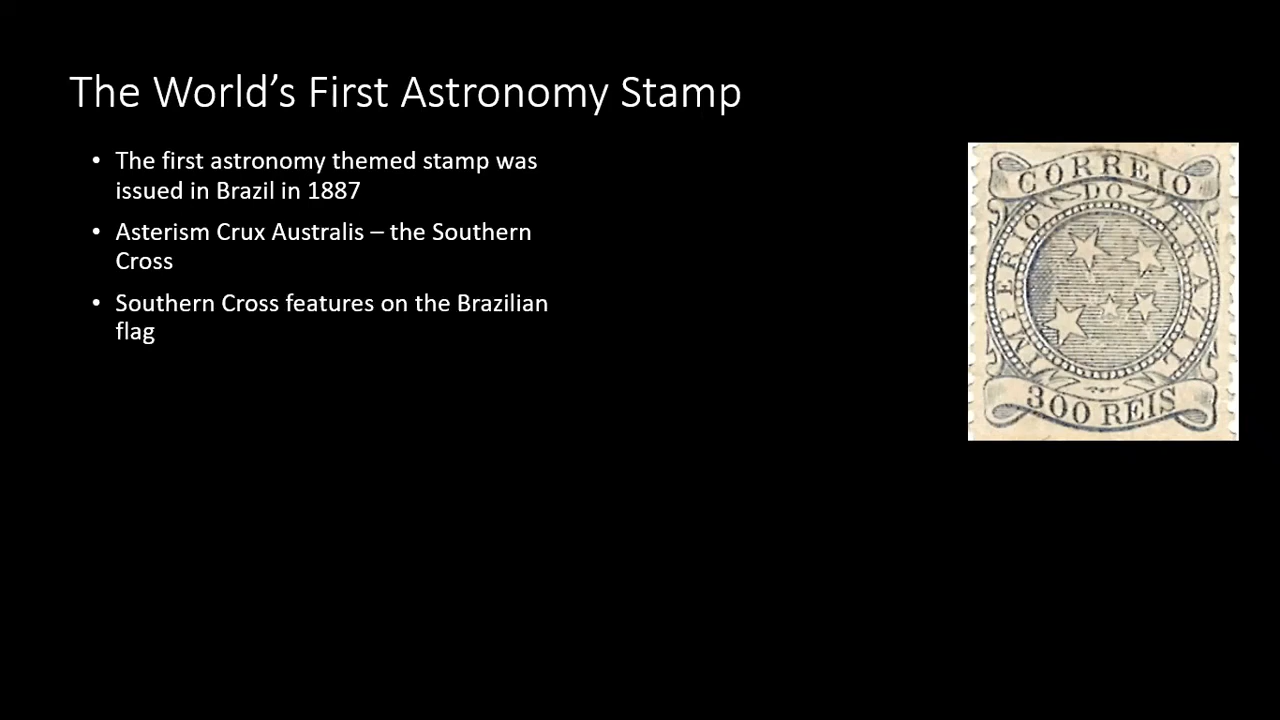 The World’s First Astronomy Stamp
• The first astronomy themed stamp was
issued in Brazil in 1887
• Asterism Crux Australis – the Southern
Cross
• Southern Cross features on the Brazilian
flag
CORREIO
DO
IMPERIO
BRAZIL
300 REIS